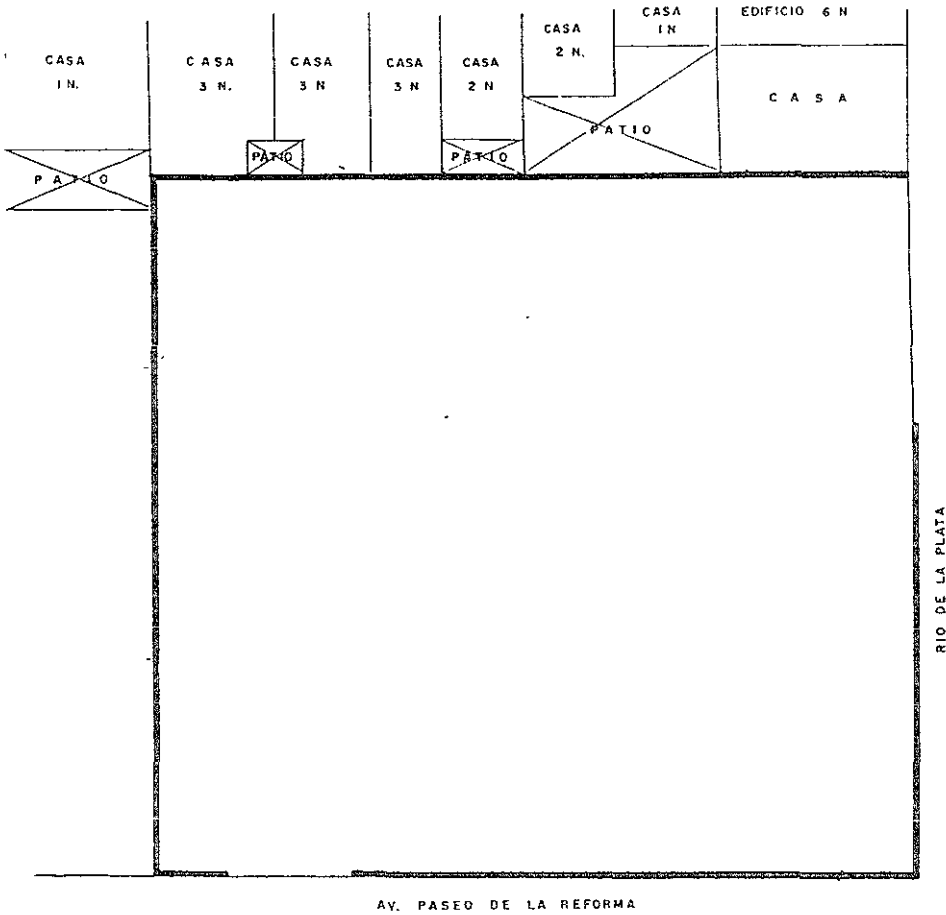 CASA
1 N
EDIFICIO 6 N
CASA
2 N.
CASA
1 N.
CASA
3 N.
CASA
3 N
CASA
3 N
CASA
2 N
CASA
PATIO
PATIO
PATIO
PATIO
RIO DE LA PLATA
AV. PASEO DE LA REFORMA